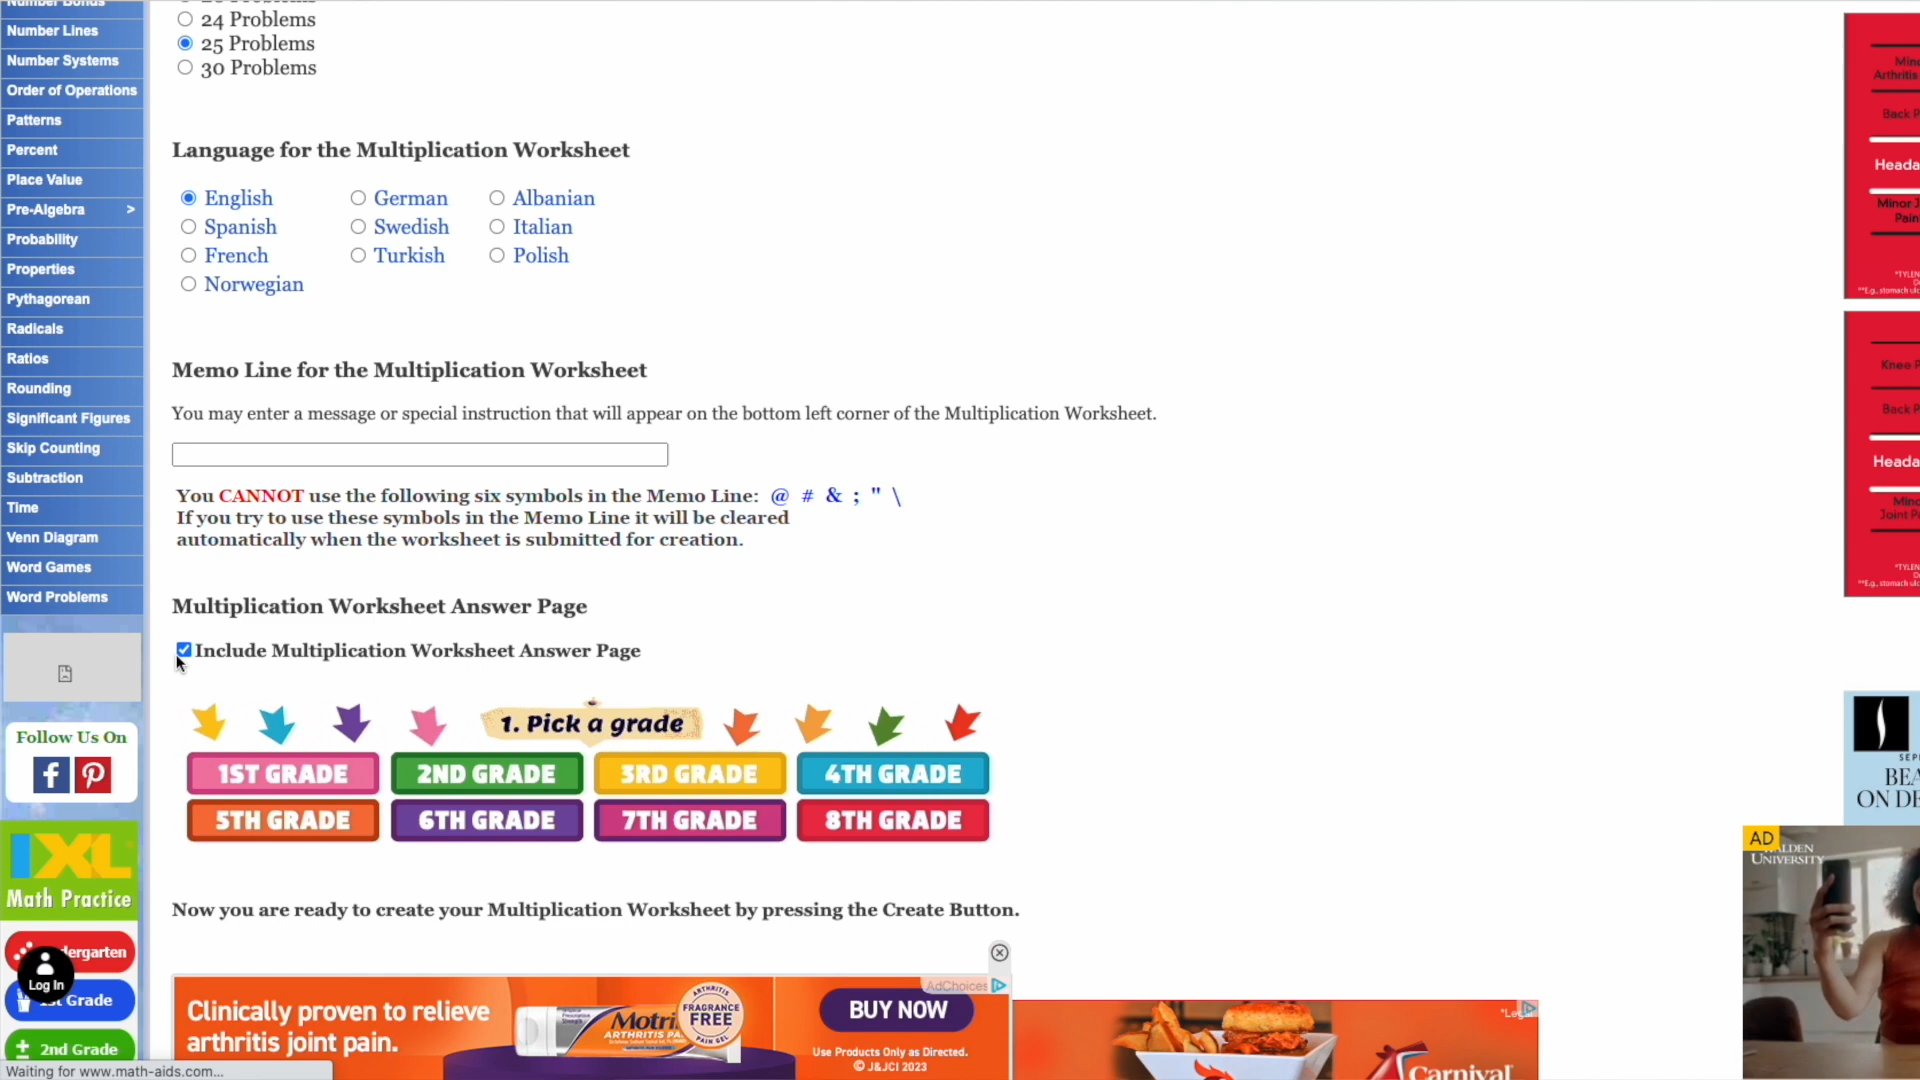 Number Bonds
Number Lines
Number Systems
Order of Operations
Patterns
Percent
Place Value
Pre-Algebra >
Probability
Properties
Pythagorean
Radicals
Ratios
Rounding
Significant Figures
Skip Counting
Subtraction
Time
Venn Diagram
Word Games
Word Problems
Follow Us On
IXL
Math Practice
Log In
2nd Grade
24 Problems
25 Problems
30 Problems
Language for the Multiplication Worksheet
English German Albanian
Spanish Swedish Italian
French Turkish Polish
Norwegian
Memo Line for the Multiplication Worksheet
You may enter a message or special instruction that will appear on the bottom left corner of the Multiplication Worksheet.
You CANNOT use the following six symbols in the Memo Line: @ # & ; " \
If you try to use these symbols in the Memo Line it will be cleared
automatically when the worksheet is submitted for creation.
Multiplication Worksheet Answer Page
Include Multiplication Worksheet Answer Page
1. Pick a grade
1ST GRADE 2ND GRADE 3RD GRADE 4TH GRADE
5TH GRADE 6TH GRADE 7TH GRADE 8TH GRADE
Now you are ready to create your Multiplication Worksheet by pressing the Create Button.
AdChoices
Clinically proven to relieve
arthritis joint pain.
ARTHRITIS
FRAGRANCE
FREE
PAIN GEL
BUY NOW
Use Products Only as Directed.
© J&JCI 2023
Carnival
AD
UNIVERSITY
Waiting for www.math-aids.com...